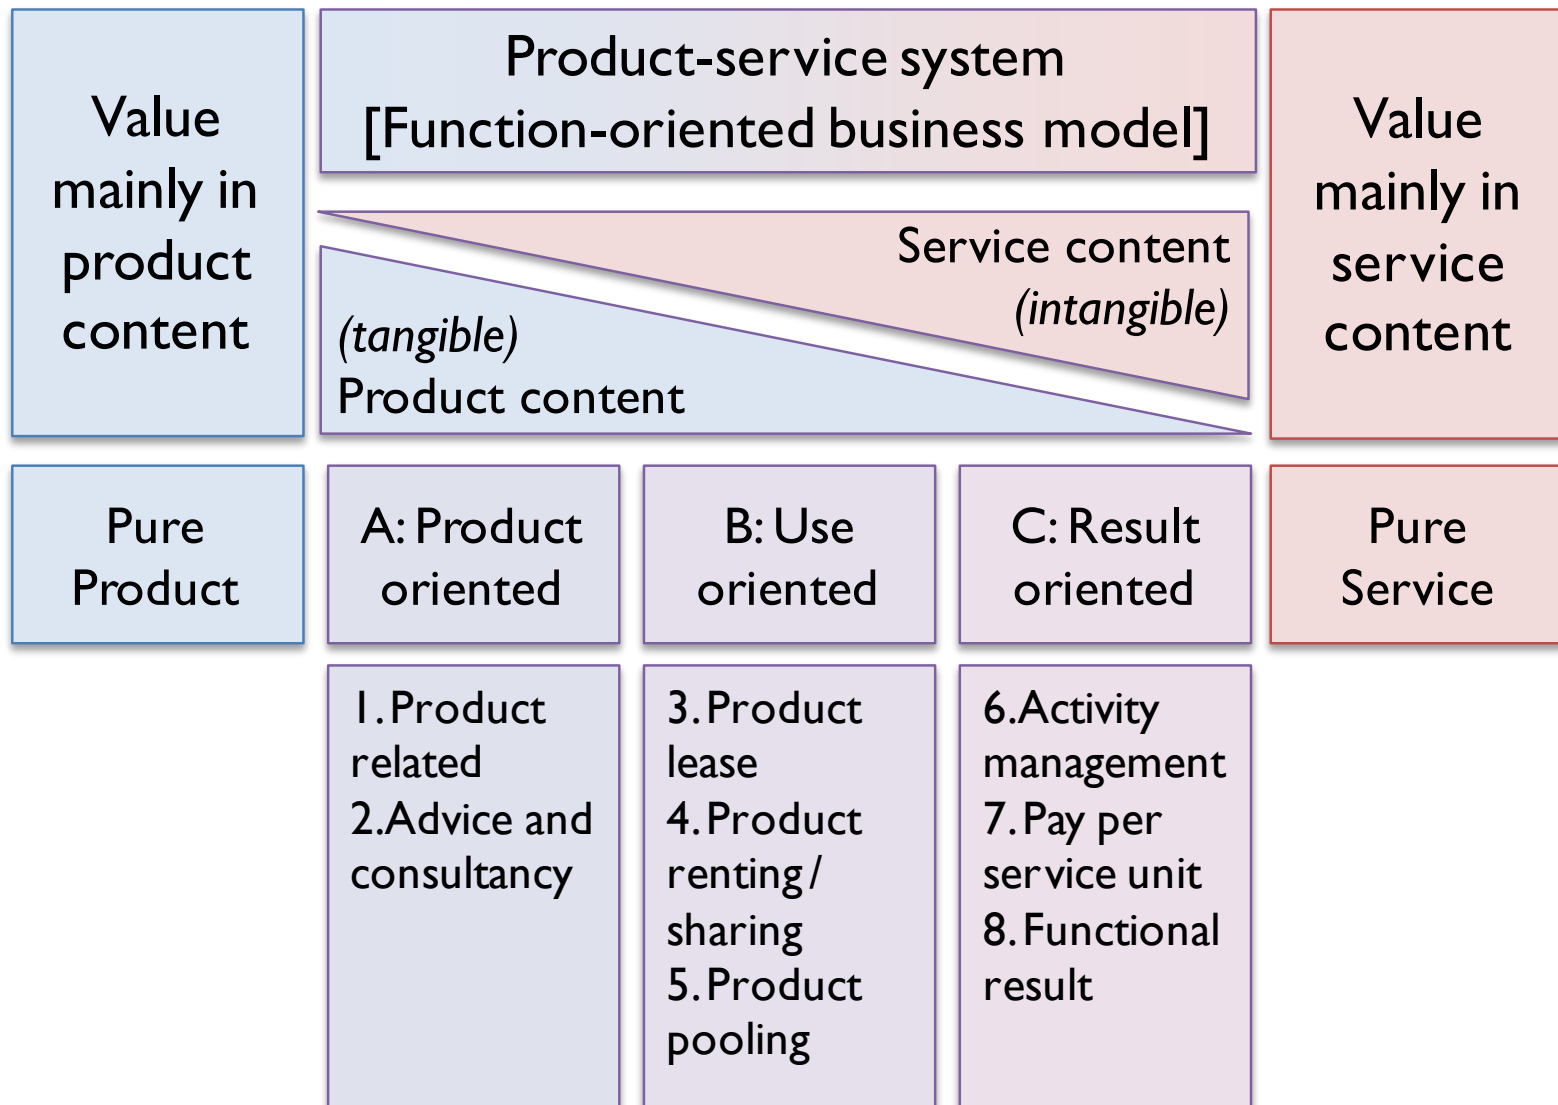 Value
mainly in
product
content
Product-service system
[Function-oriented business model]
Value
mainly in
service
content
Service content
(intangible)
(tangible)
Product content
Pure
Product
A: Product
oriented
B: Use
oriented
C: Result
oriented
Pure
Service
1. Product
related
2. Advice and
consultancy
3. Product
lease
4. Product
renting/
sharing
5. Product
pooling
6. Activity
management
7. Pay per
service unit
8. Functional
result